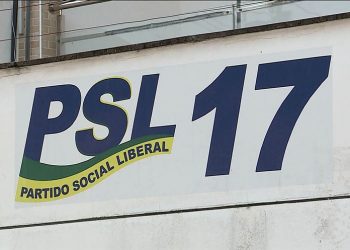 PSL 17
PARTIDO SOCIAL LIBERAL